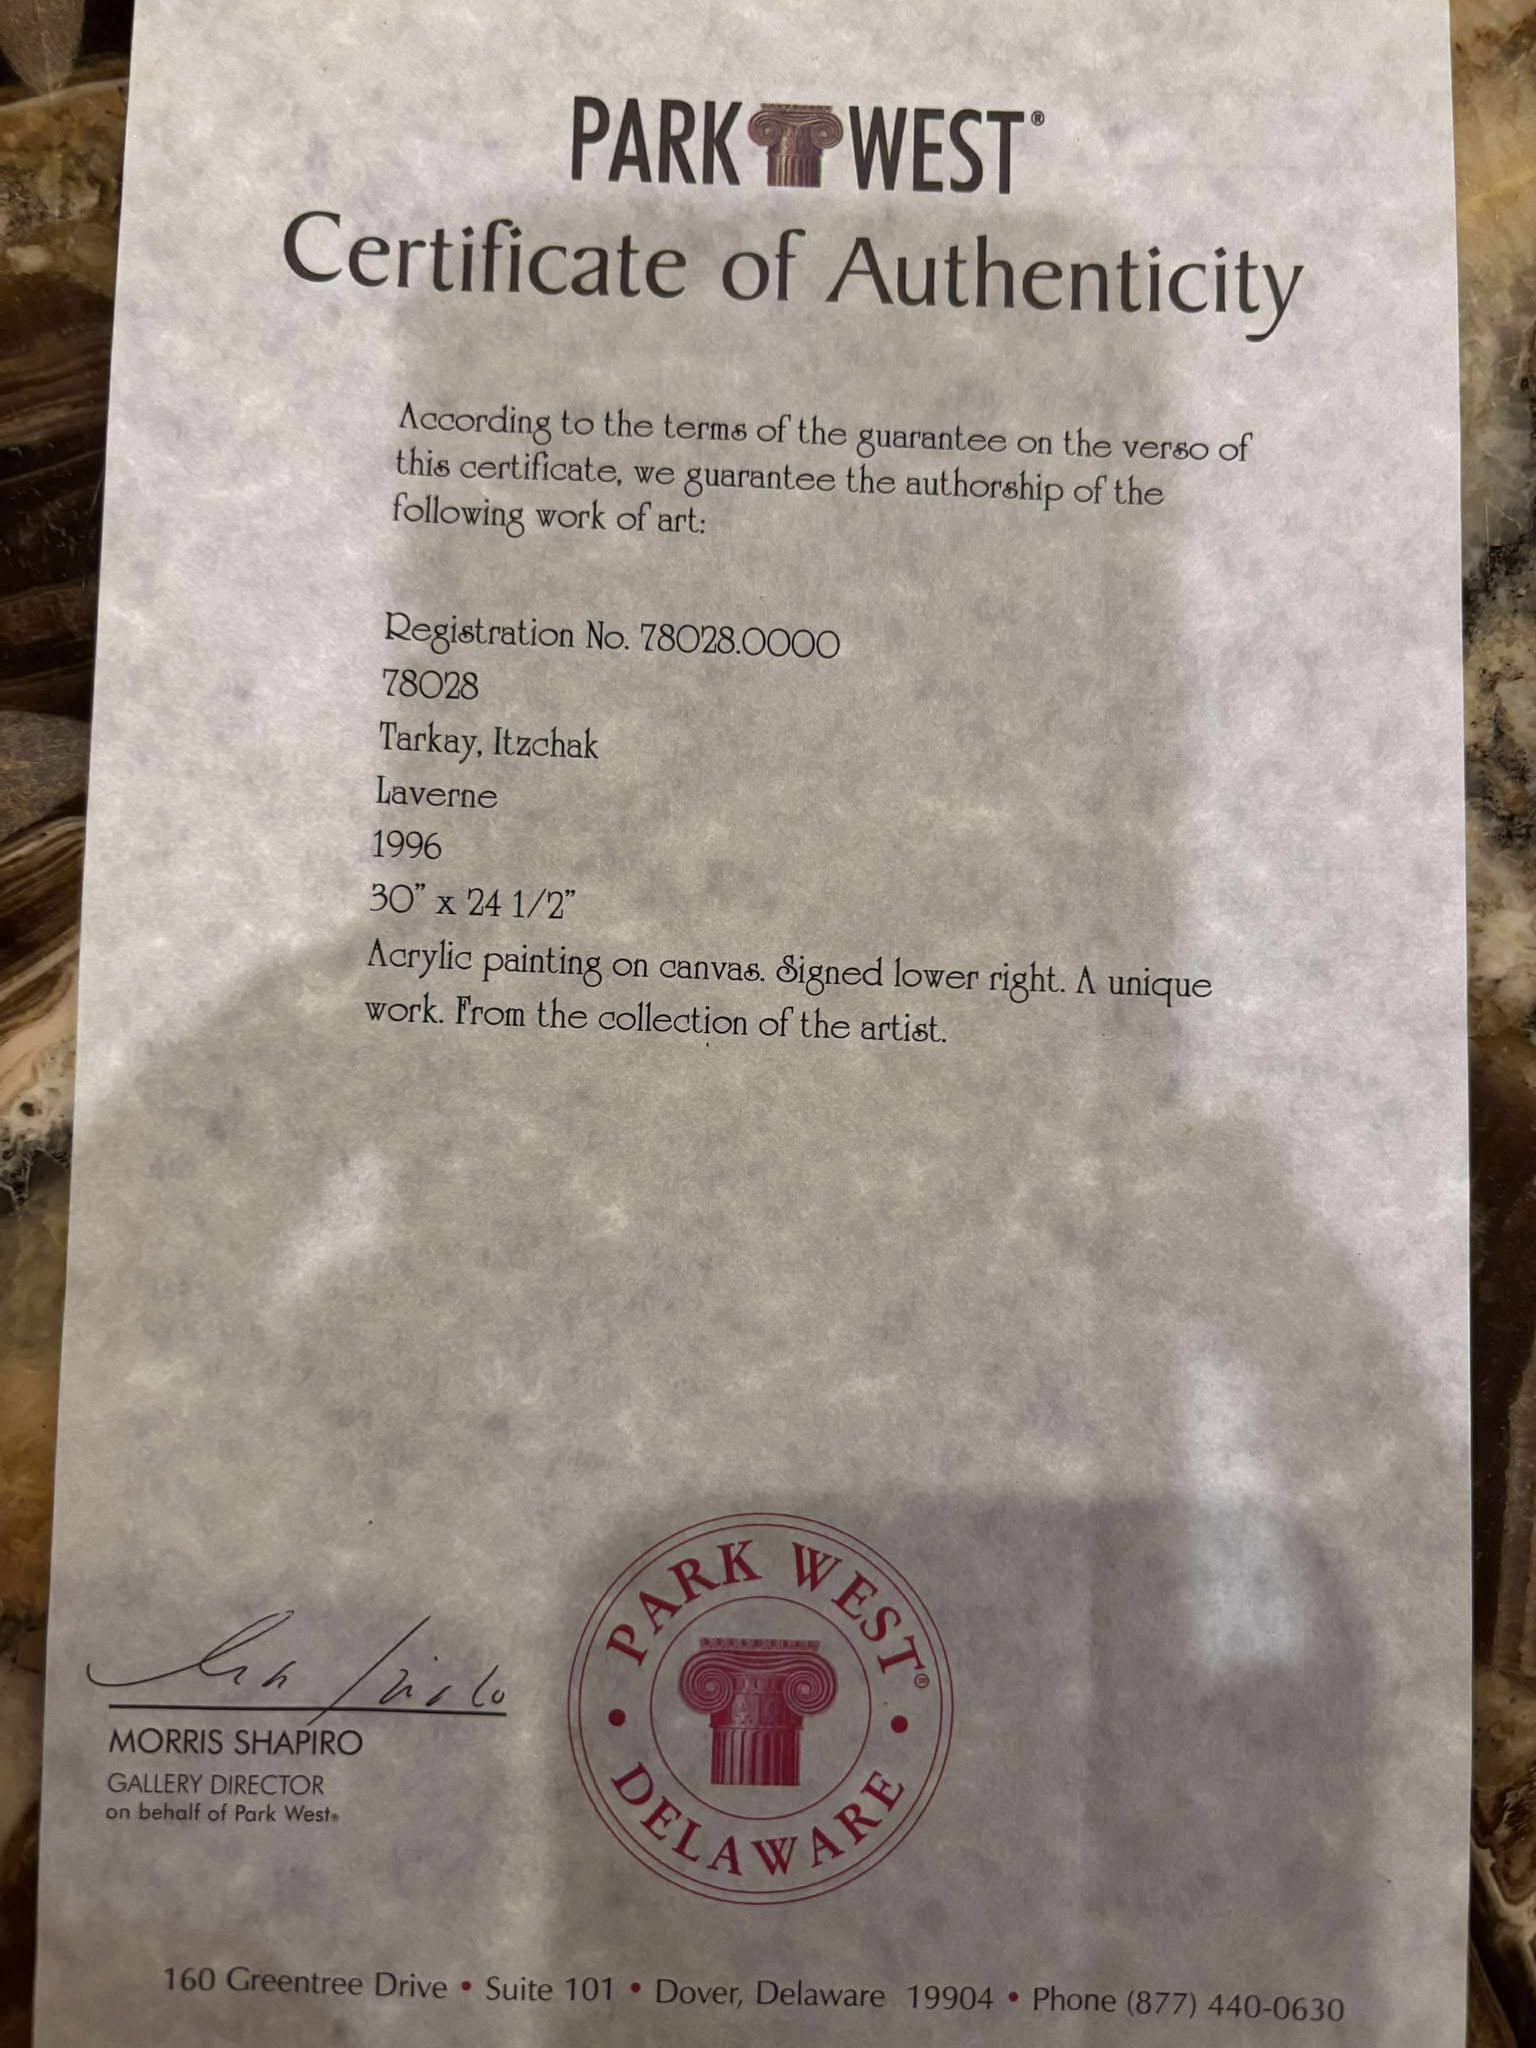 PARK WEST®
Certificate of Authenticity
According to the terms of the guarantee on the verso of
this certificate, we guarantee the authorship of the
following work of art:
Registration No. 78028.0000
78028
Tarkay, Itzchak
Laverne
1996
30" x 24 1/2"
Acrylic painting on canvas. Signed lower right. A unique
work. From the collection of the artist.
MORRIS SHAPIRO
GALLERY DIRECTOR
on behalf of Park West®
PARK WEST®
• DELAWARE •
160 Greentree Drive • Suite 101 • Dover, Delaware 19904 • Phone (877) 440-0630